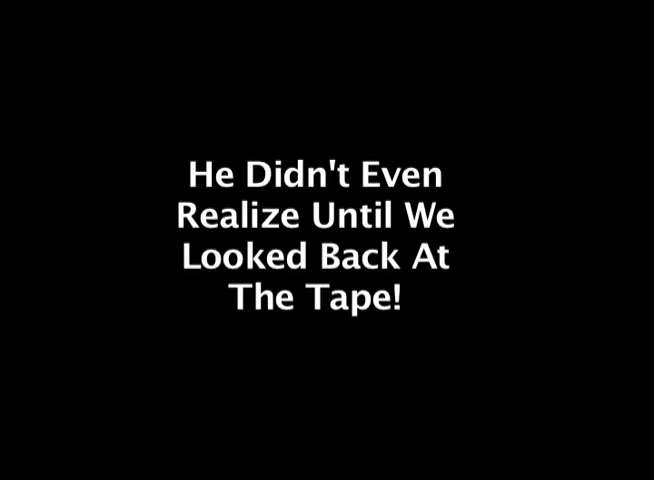 He Didn't Even
Realize Until We
Looked Back At
The Tape!